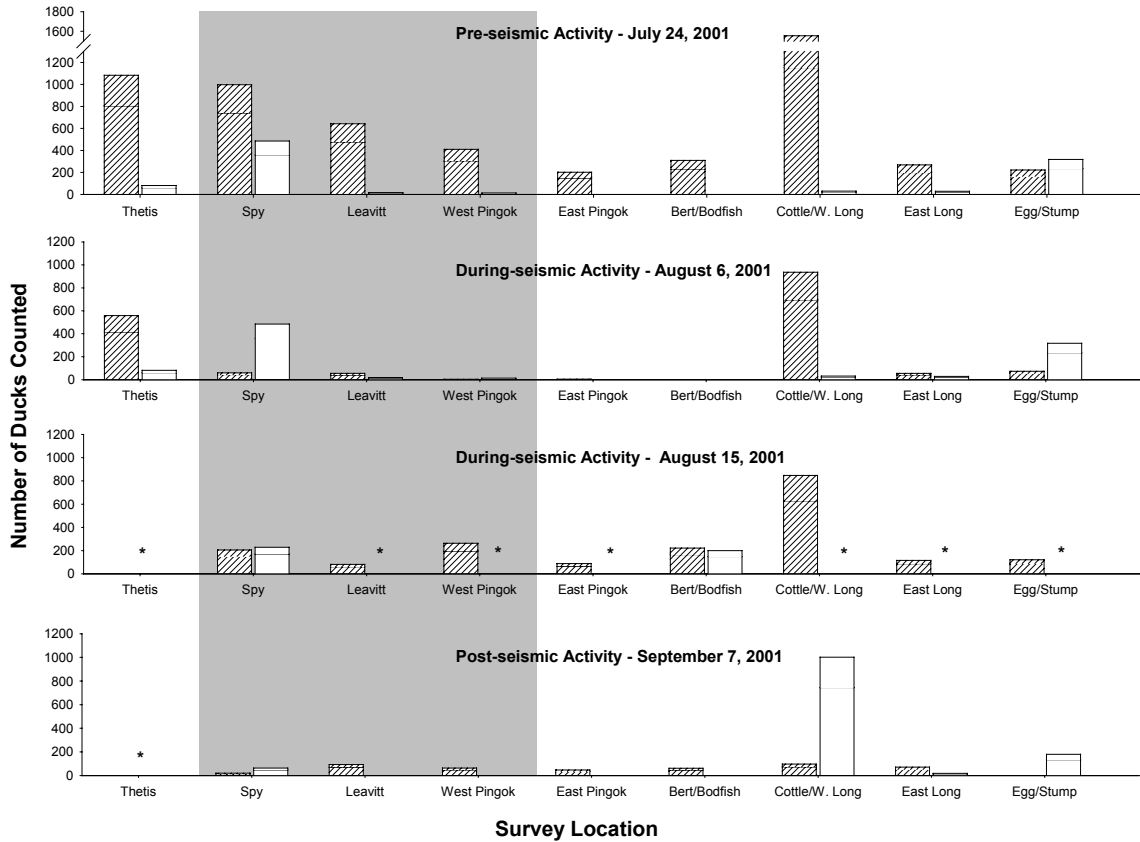 Number of Ducks Counted
Pre-seismic Activity - July 24, 2001
1800
1600
1200
1000
800
600
400
200
0
Thetis Spy Leavitt West Pingok East Pingok Bert/Bodfish Cottle/W. Long East Long Egg/Stump
During-seismic Activity - August 6, 2001
1200
1000
800
600
400
200
0
Thetis Spy Leavitt West Pingok East Pingok Bert/Bodfish Cottle/W. Long East Long Egg/Stump
During-seismic Activity - August 15, 2001
1200
1000
800
600
400
200
0
* * * * * * *
Thetis Spy Leavitt West Pingok East Pingok Bert/Bodfish Cottle/W. Long East Long Egg/Stump
Post-seismic Activity - September 7, 2001
1200
1000
800
600
400
200
0
*
Thetis Spy Leavitt West Pingok East Pingok Bert/Bodfish Cottle/W. Long East Long Egg/Stump
Survey Location